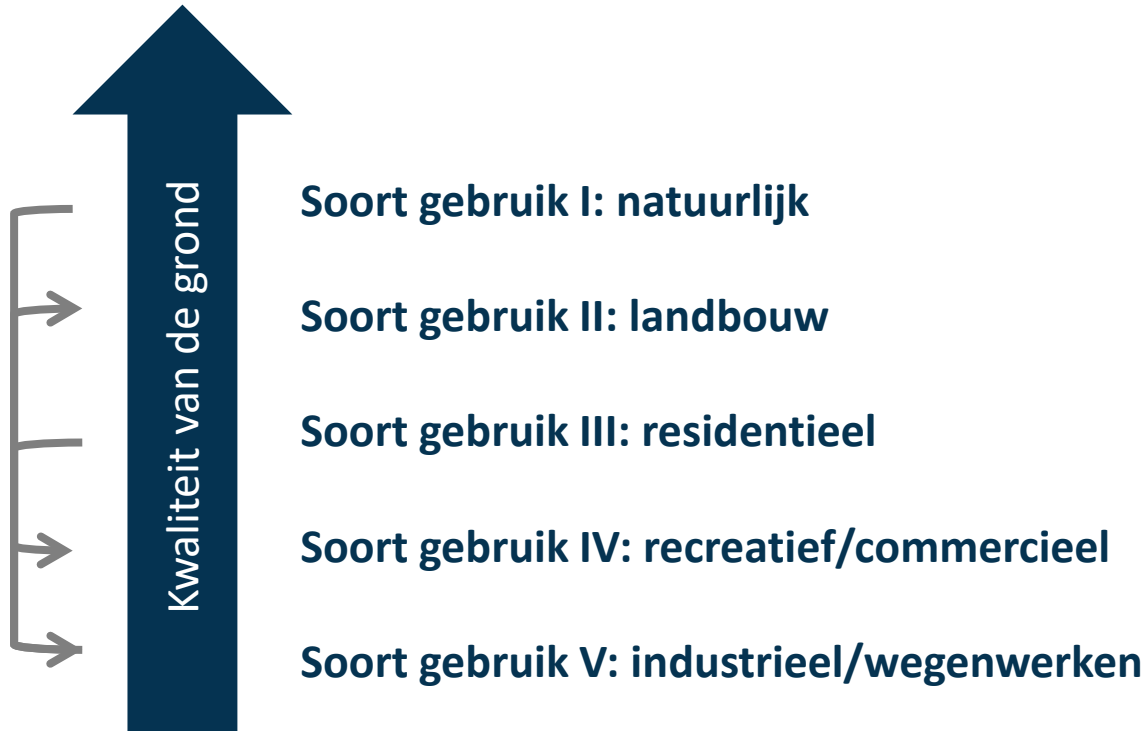 Kwaliteit van de grond
Soort gebruik I: natuurlijk
Soort gebruik II: landbouw
Soort gebruik III: residentieel
Soort gebruik IV: recreatief/commercieel
Soort gebruik V: industrieel/wegenwerken